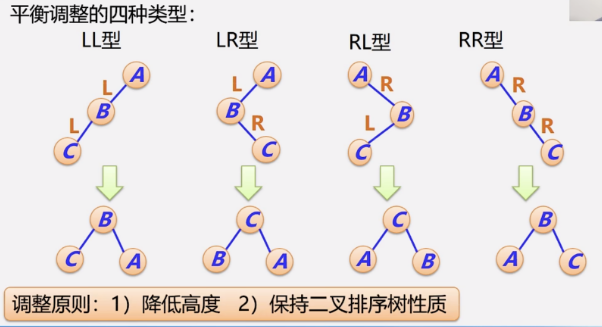 平衡调整的四种类型:
LL型 LR型 RL型 RR型
A A A A
L L R R
B B B B
L R L R
C C C C
B C C B
C A B A A B A C
调整原则:1)降低高度 2)保持二叉排序树性质